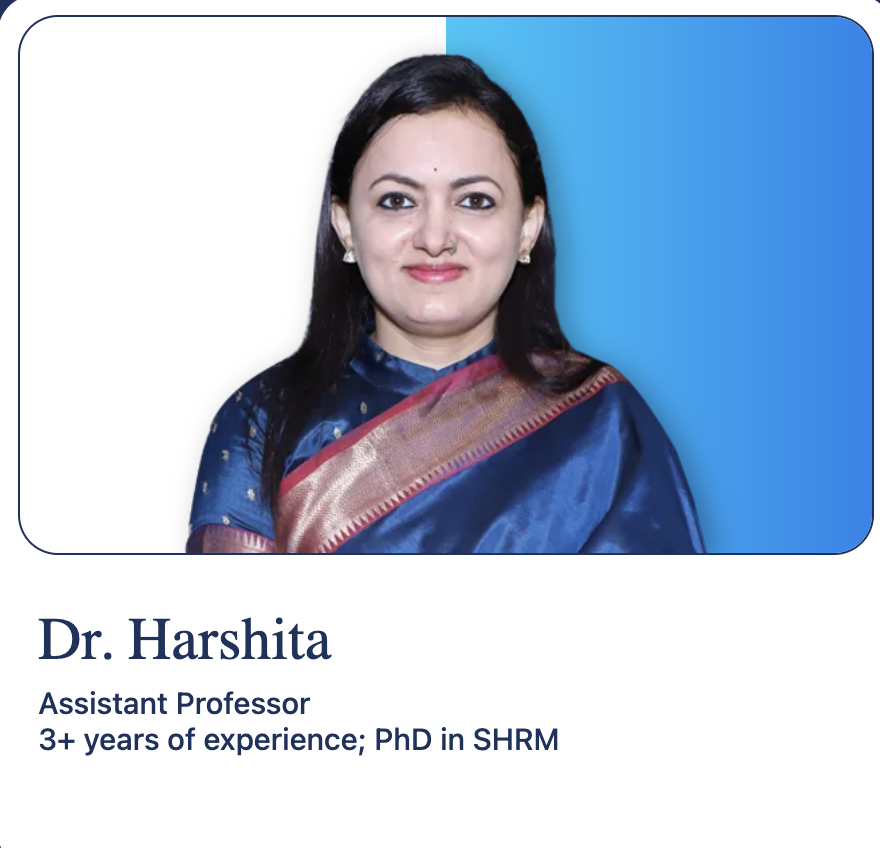 Dr. Harshita
Assistant Professor
3+ years of experience; PhD in SHRM